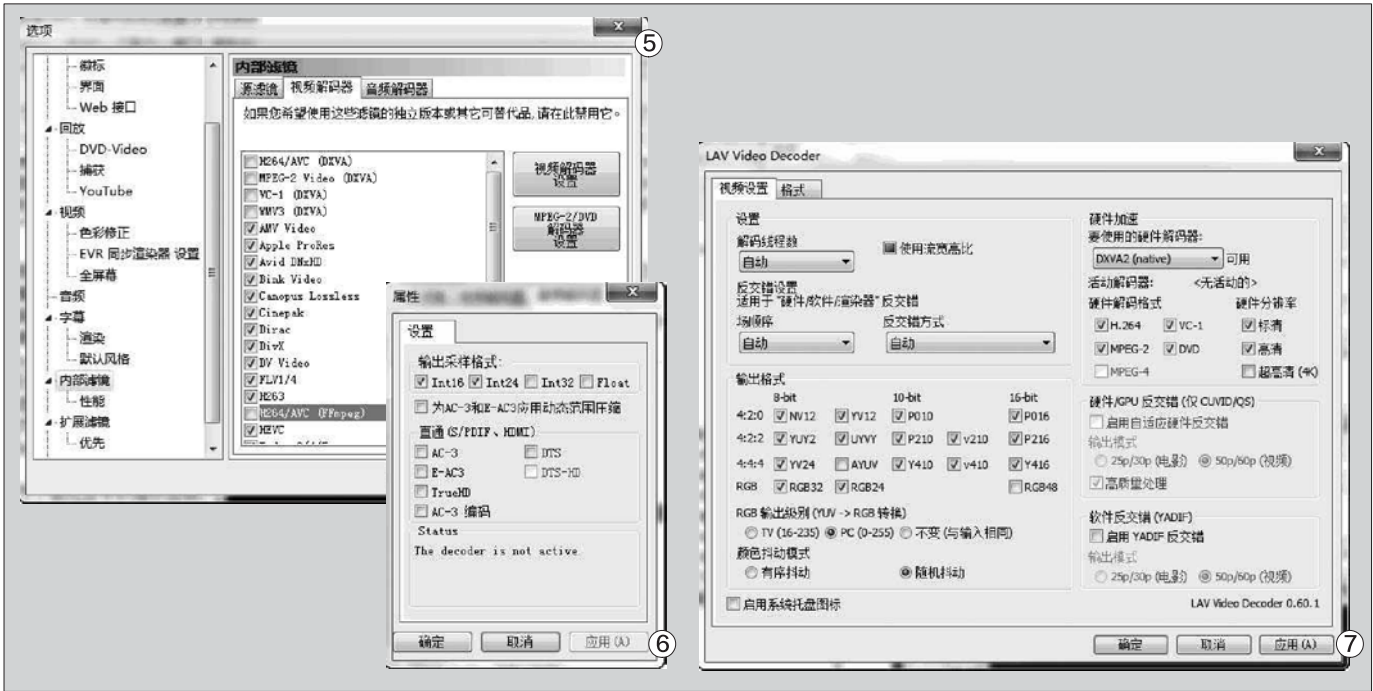 选项
⑤
徽标
界面
Web 接口
回放
DVD-Video
捕获
YouTube
视频
色彩修正
EVR 同步渲染器 设置
全屏幕
音频
字幕
渲染
默认风格
内部滤镜
性能
扩展滤镜
优先
内部滤镜
源滤镜 视频解码器 音频解码器
如果您希望使用这些滤镜的独立版本或其它可替代品,请在此禁用它。
H264/AVC (DXVA)
MPEG-2 Video (DXVA)
VC-1 (DXVA)
WMV3 (DXVA)
AMV Video
Apple ProRes
Avid DNxHD
Bink Video
Canopus Lossless
Cinepak
Dirac
DivX
DV Video
FLV1/4
H263
H264/AVC (FFmpeg)
HEVC
视频解码器
设置
MPEG-2/DVD
解码器
设置
属性
设置
输出采样格式:
Int16 Int24 Int32 Float
为AC-3和E-AC3应用动态范围压缩
直通(S/PDIF、HDMI)
AC-3 DTS
E-AC3 DTS-HD
TrueHD
AC-3 编码
Status
The decoder is not active
确定 取消 应用(A)
⑥
LAV Video Decoder
视频设置 格式
设置
解码线程数
自动
使用流宽高比
反交错设置
适用于 "硬件/软件/渲染器" 反交错
场顺序 反交错方式
自动 自动
输出格式
8-bit 10-bit 16-bit
4:2:0 NV12 YV12 P010 P016
4:2:2 YUY2 UYVY P210 v210 P216
4:4:4 YV24 AYUV Y410 v410 Y416
RGB RGB32 RGB24 RGB48
RGB 输出级别 (YUV -> RGB 转换)
TV (16-235) PC (0-255) 不变 (与输入相同)
颜色抖动模式
有序抖动 随机抖动
启用系统托盘图标
硬件加速
要使用的硬件解码器:
DXVA2 (native) 可用
活动解码器: <无活动的>
硬件解码格式 硬件分辨率
H.264 VC-1 标清
MPEG-2 DVD 高清
MPEG-4 超高清 (4K)
硬件/GPU 反交错 (仅 CUVID/QS)
启用自适应硬件反交错
输出模式
25p/30p (电影) 50p/60p (视频)
高质量处理
软件反交错 (YADIF)
启用 YADIF 反交错
输出模式
25p/30p (电影) 50p/60p (视频)
LAV Video Decoder 0.60.1
确定 取消 应用(A)
⑦